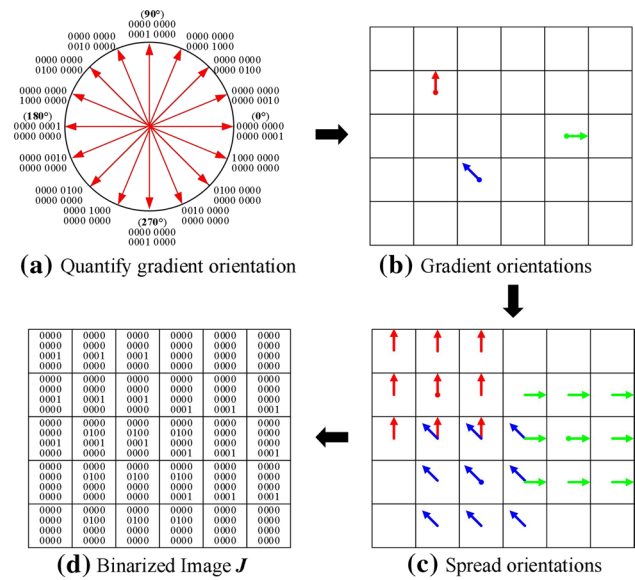 (90°)
0000 0000
0001 0000
0000 0000
0010 0000
0000 0000
0000 1000
0000 0000
0100 0000
0000 0000
0000 0100
0000 0000
1000 0000
0000 0000
0000 0010
(180°)
0000 0001
0000 0000
(0°)
0000 0000
0000 0001
0000 0010
0000 0000
1000 0000
0000 0000
0000 0100
0000 0000
0100 0000
0000 0000
0000 1000
0000 0000
0010 0000
0000 0000
(270°)
0000 0000
0001 0000
(a) Quantify gradient orientation
(b) Gradient orientations
0000 0000 0000 0000 0000 0000
0000 0000 0000 0000 0000 0000
0001 0001 0001 0000 0000 0000
0000 0000 0000 0000 0000 0000
0000 0000 0000 0000 0000 0000
0000 0000 0000 0000 0000 0000
0001 0001 0001 0000 0000 0000
0000 0000 0000 0001 0001 0001
0000 0000 0000 0000 0000 0000
0000 0100 0100 0100 0000 0000
0001 0001 0001 0000 0000 0000
0000 0000 0000 0001 0001 0001
0000 0000 0000 0000 0000 0000
0000 0100 0100 0100 0000 0000
0000 0000 0000 0000 0000 0000
0000 0000 0000 0001 0001 0001
0000 0000 0000 0000 0000 0000
0000 0100 0100 0100 0000 0000
0000 0000 0000 0000 0000 0000
0000 0000 0000 0000 0000 0000
(d) Binarized Image J
(c) Spread orientations